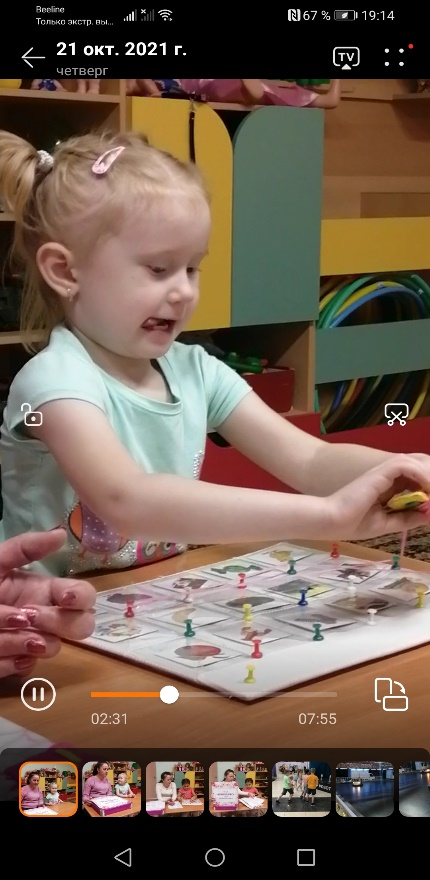 Beeline
Только экстр. вы...
67 % 19:14
21 окт. 2021 г.
четверг
TV
02:31
07:55